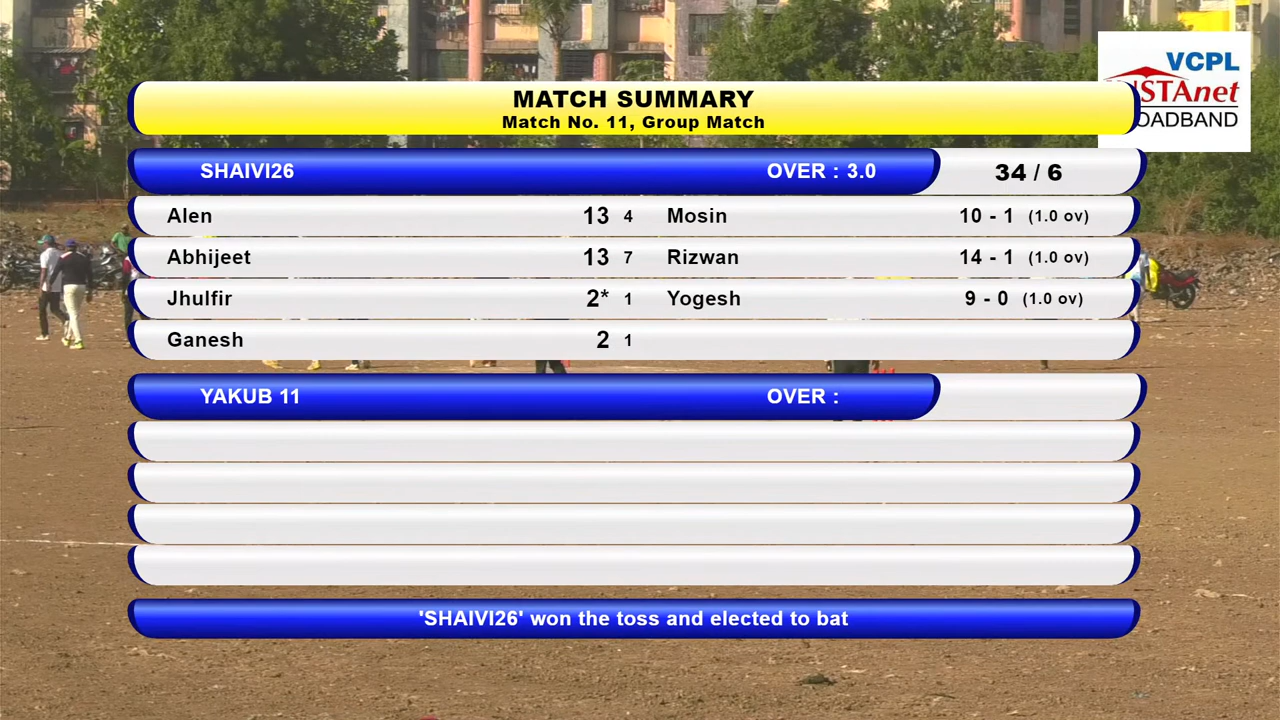 VCPL
INSTAnet
BROADBAND
MATCH SUMMARY
Match No. 11, Group Match
SHAIVI26 OVER : 3.0 34 / 6
Alen 13 4 Mosin 10 - 1 (1.0 ov)
Abhijeet 13 7 Rizwan 14 - 1 (1.0 ov)
Jhulfir 2* 1 Yogesh 9 - 0 (1.0 ov)
Ganesh 2 1
YAKUB 11 OVER :
'SHAIVI26' won the toss and elected to bat